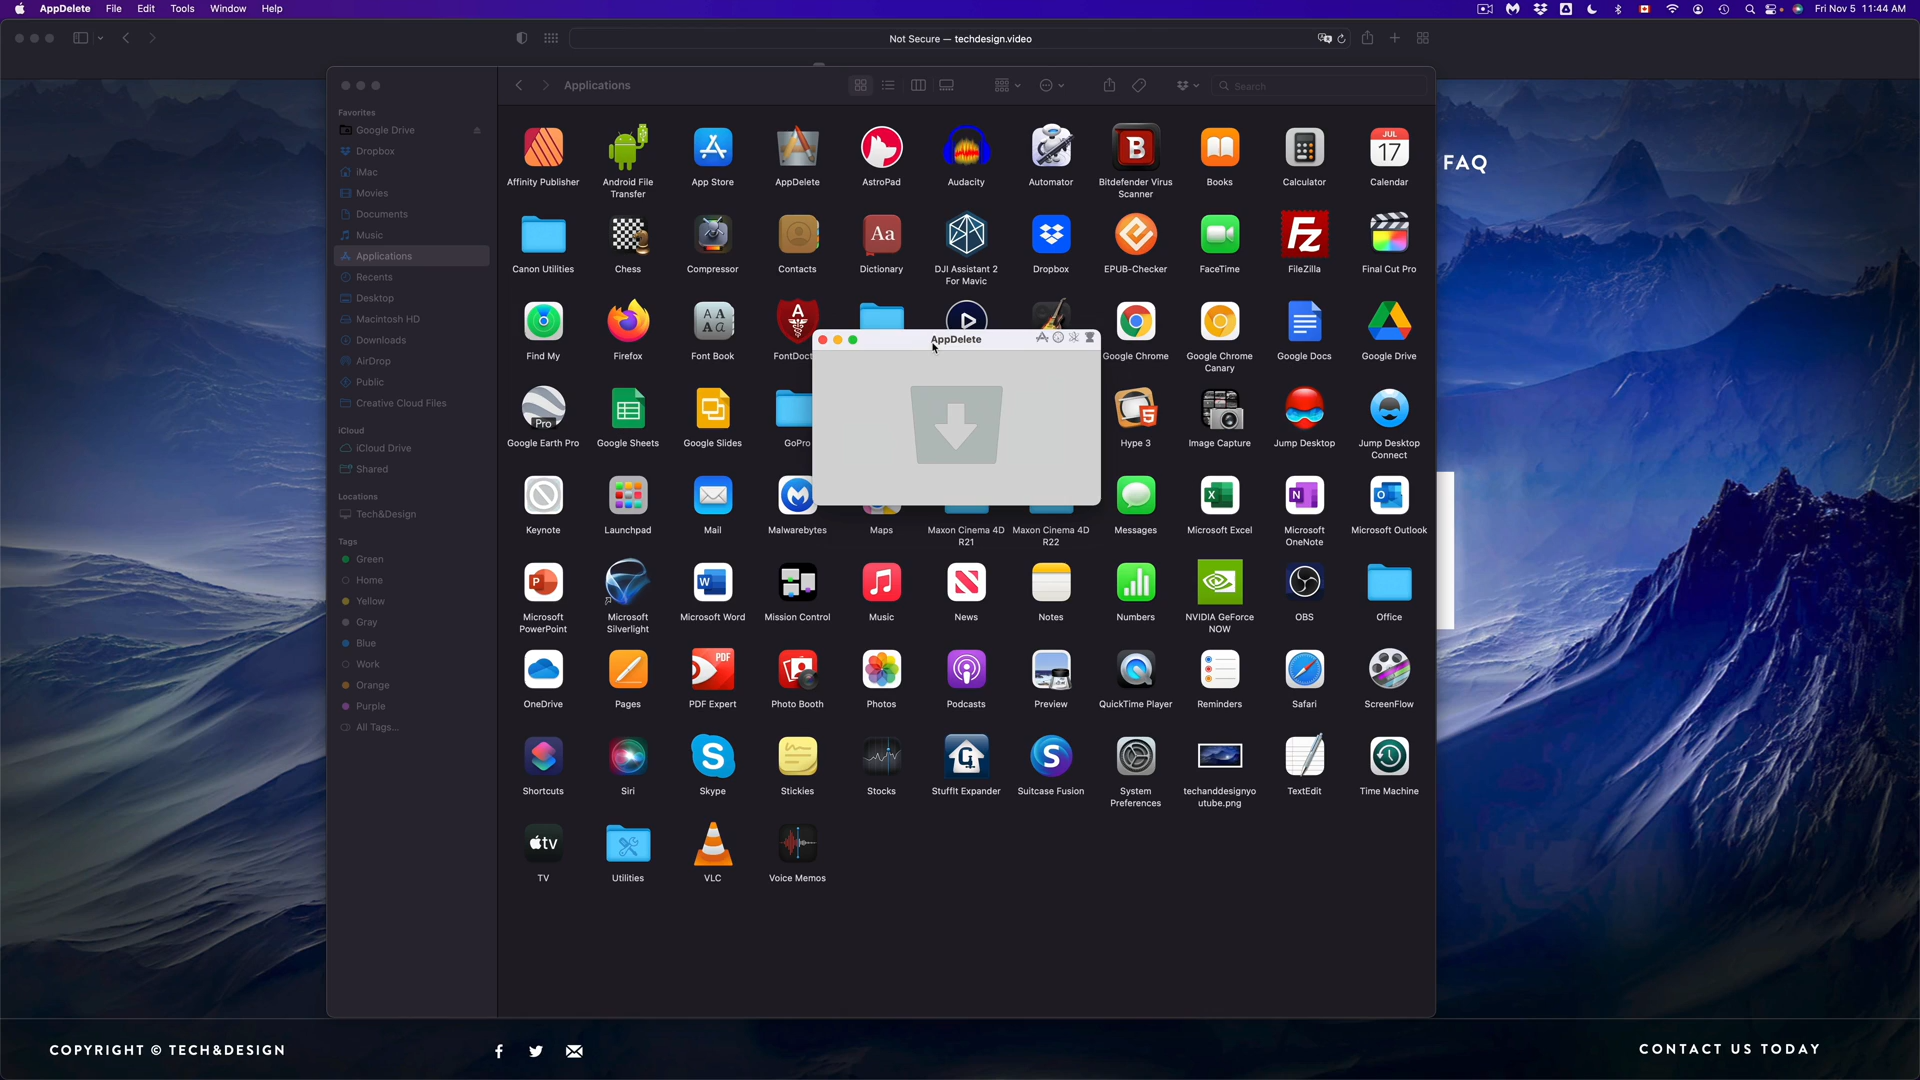 AppDelete File Edit Tools Window Help
Fri Nov 5 11:44 AM
Not Secure — techdesign.video
Applications
Search
Favorites
Google Drive
Dropbox
iMac
Movies
Documents
Music
Applications
Recents
Desktop
Macintosh HD
Downloads
AirDrop
Public
Creative Cloud Files
iCloud
iCloud Drive
Shared
Locations
Tech&Design
Tags
Green
Home
Yellow
Gray
Blue
Work
Orange
Purple
All Tags...
JUL
17
Affinity Publisher
Android File
Transfer
App Store
AppDelete
AstroPad
Audacity
Automator
Bitdefender Virus
Scanner
Books
Calculator
Calendar
Canon Utilities
Chess
Compressor
Contacts
Dictionary
DJI Assistant 2
For Mavic
Dropbox
EPUB-Checker
FaceTime
FileZilla
Final Cut Pro
Find My
Firefox
Font Book
FontDoct
AppDelete
Google Chrome
Google Chrome
Canary
Google Docs
Google Drive
Pro
Google Earth Pro
Google Sheets
Google Slides
GoPro
Hype 3
Image Capture
Jump Desktop
Jump Desktop
Connect
Keynote
Launchpad
Mail
Malwarebytes
Maps
Maxon Cinema 4D
R21
Maxon Cinema 4D
R22
Messages
Microsoft Excel
Microsoft
OneNote
Microsoft Outlook
Microsoft
PowerPoint
Microsoft
Silverlight
Microsoft Word
Mission Control
Music
News
Notes
Numbers
NVIDIA GeForce
NOW
OBS
Office
PDF
OneDrive
Pages
PDF Expert
Photo Booth
Photos
Podcasts
Preview
QuickTime Player
Reminders
Safari
ScreenFlow
Shortcuts
Siri
Skype
Stickies
Stocks
StuffIt Expander
Suitcase Fusion
System
Preferences
techanddesignyo
utube.png
TextEdit
Time Machine
tv
TV
Utilities
VLC
Voice Memos
FAQ
COPYRIGHT © TECH&DESIGN
CONTACT US TODAY